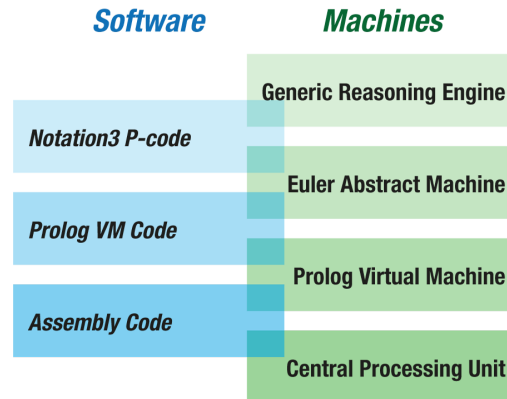 Software
Machines
Generic Reasoning Engine
Notation3 P-code
Euler Abstract Machine
Prolog VM Code
Prolog Virtual Machine
Assembly Code
Central Processing Unit